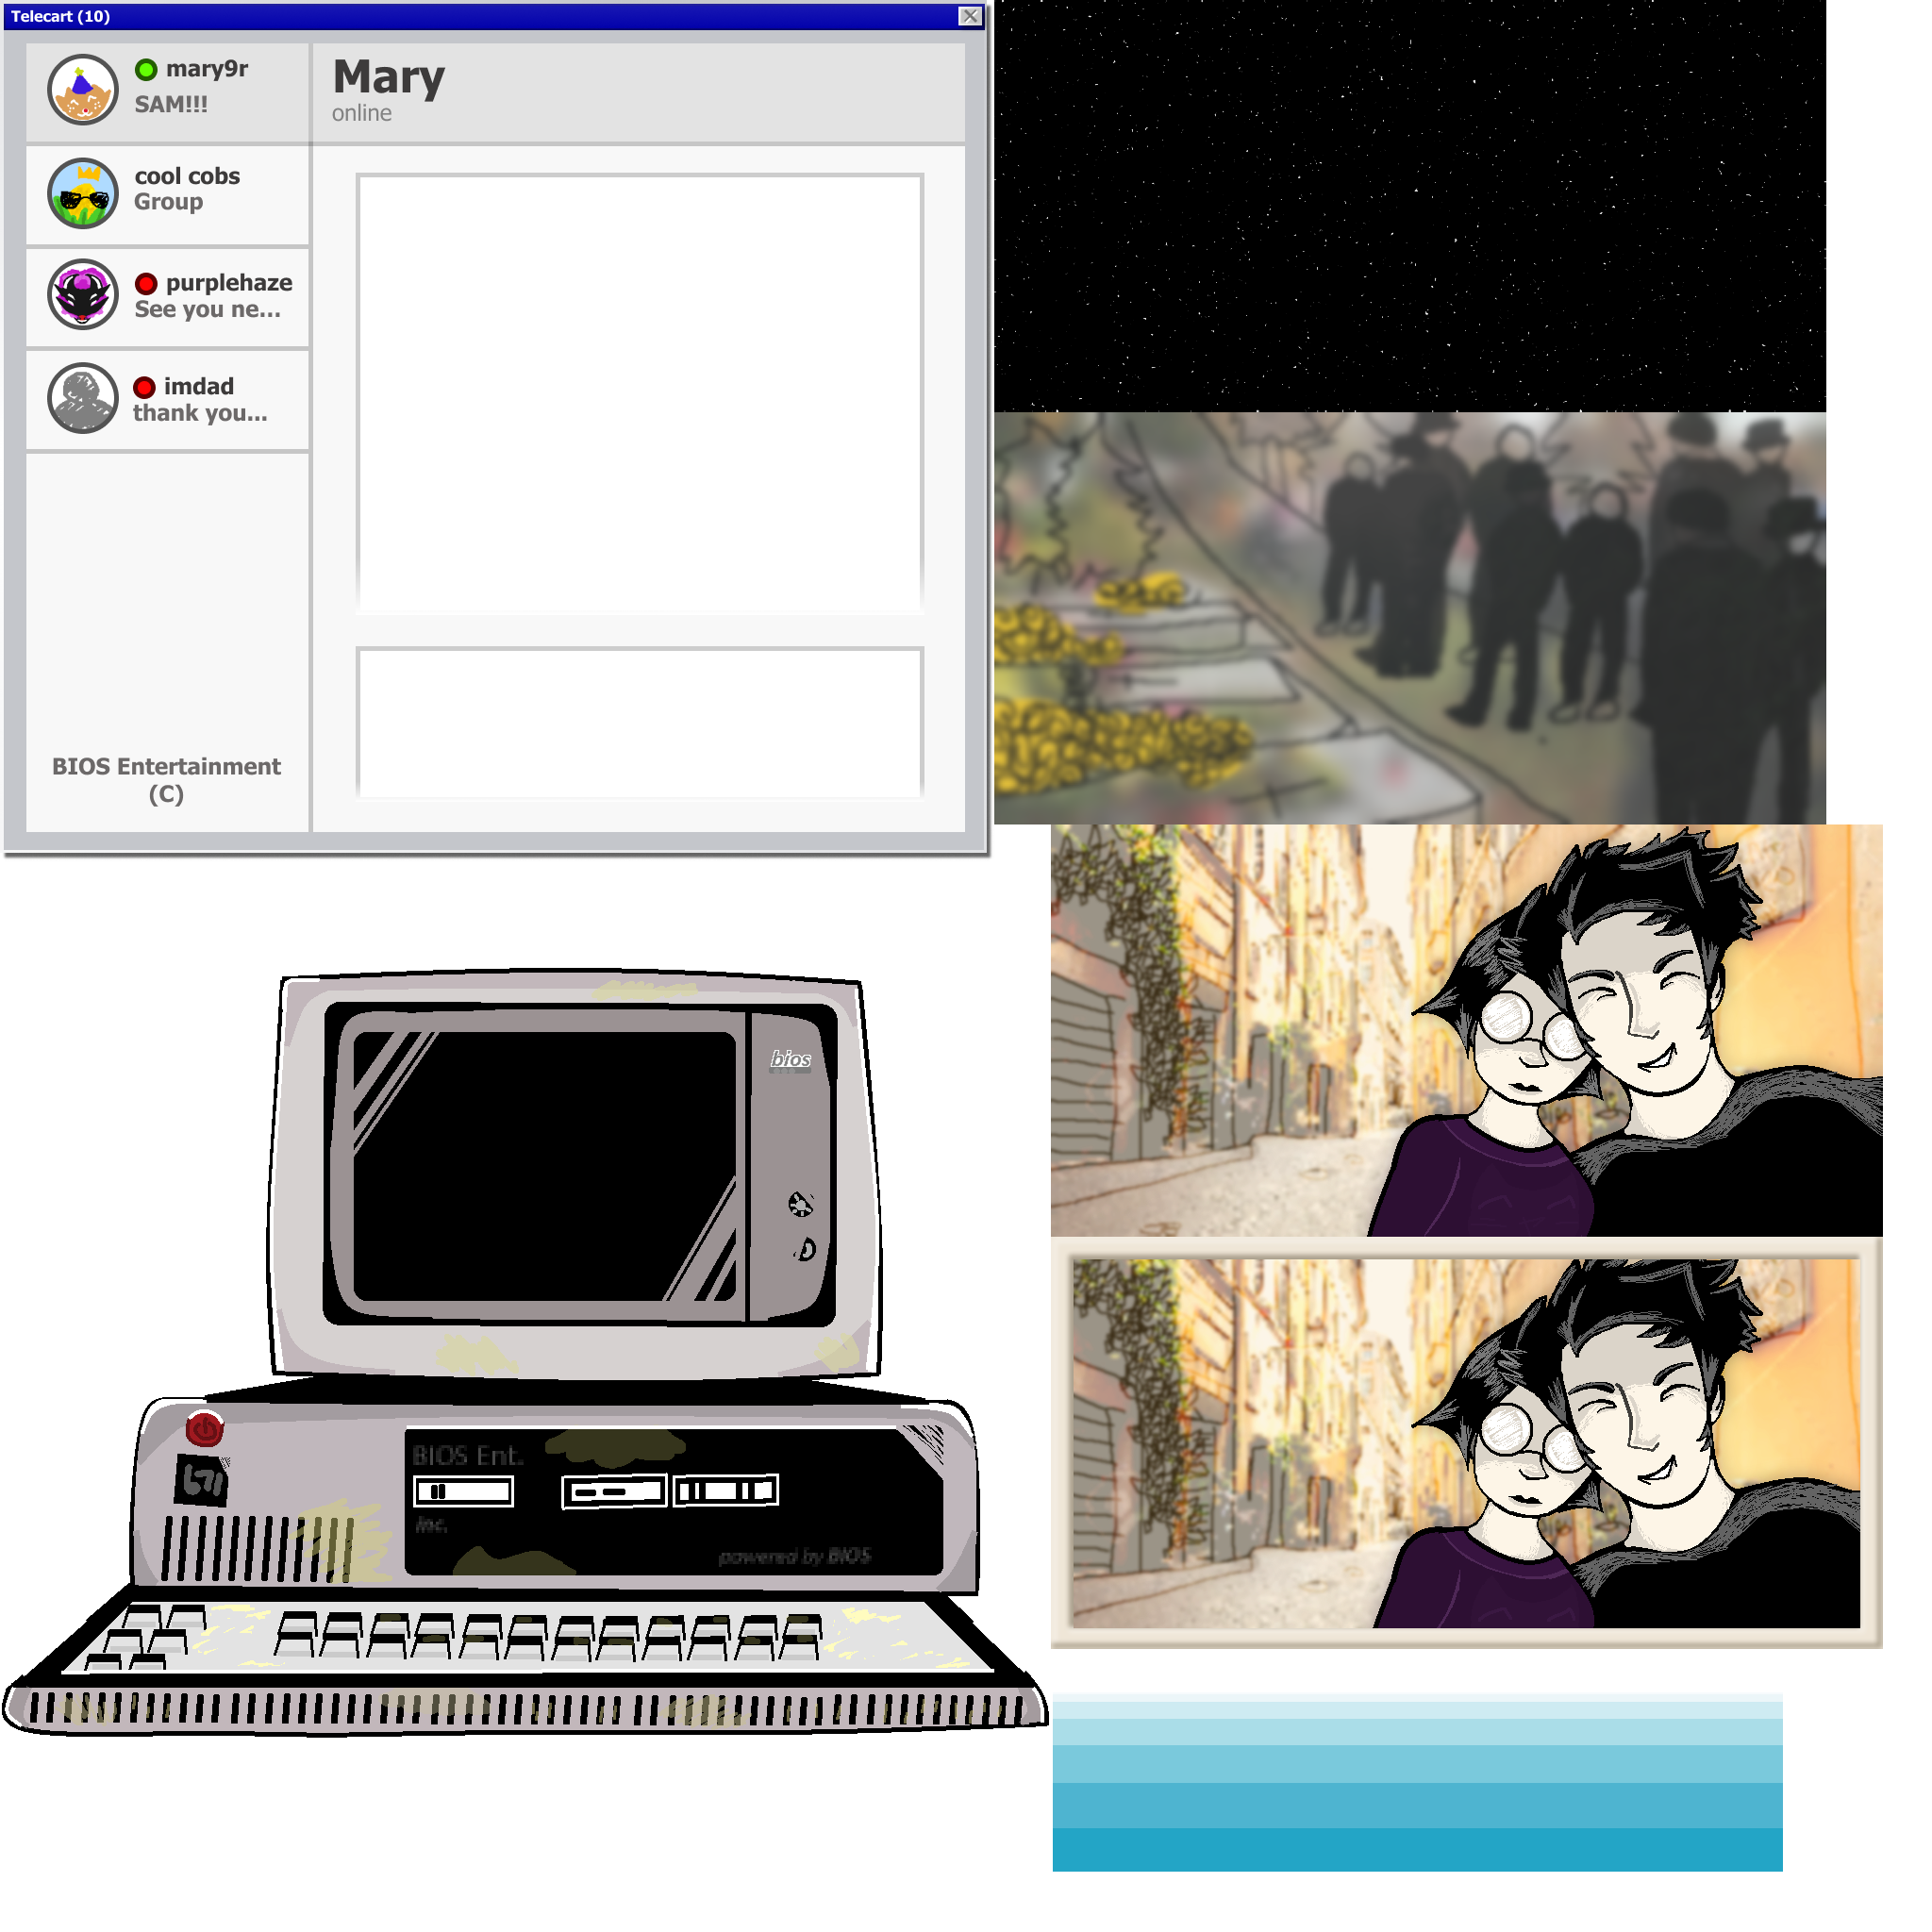 Telecart (10)
mary9r
SAM!!!
Mary
online
cool cobs
Group
purplehaze
See you ne...
imdad
thank you...
BIOS Entertainment
(C)
bios
BIOS Ent.
inc.
powered by BIOS